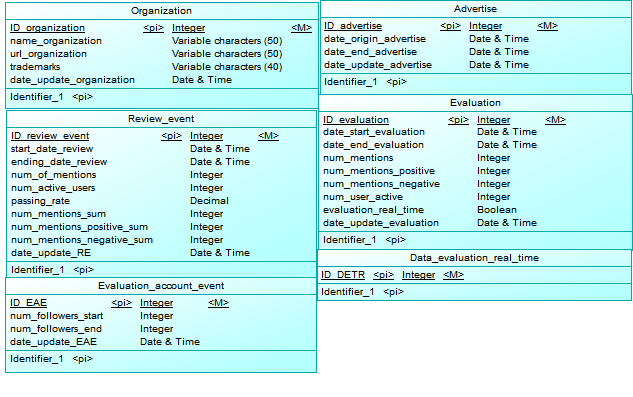 Organization
ID_organization <pi> Integer <M>
name_organization Variable characters (50)
url_organization Variable characters (50)
trademarks Variable characters (40)
date_update_organization Date & Time
Identifier_1 <pi>
Advertise
ID_advertise <pi> Integer <M>
date_origin_advertise Date & Time
date_end_advertise Date & Time
date_update_advertise Date & Time
Identifier_1 <pi>
Review_event
ID_review_event <pi> Integer <M>
start_date_review Date & Time
ending_date_review Date & Time
num_of_mentions Integer
num_active_users Integer
passing_rate Decimal
num_mentions_sum Integer
num_mentions_positive_sum Integer
num_mentions_negative_sum Integer
date_update_RE Date & Time
Identifier_1 <pi>
Evaluation
ID_evaluation <pi> Integer <M>
date_start_evaluation Date & Time
date_end_evaluation Date & Time
num_mentions Integer
num_mentions_positive Integer
num_mentions_negative Integer
num_user_active Integer
evaluation_real_time Boolean
date_update_evaluation Date & Time
Identifier_1 <pi>
Evaluation_account_event
ID_EAE <pi> Integer <M>
num_followers_start Integer
num_followers_end Integer
date_update_EAE Date & Time
Identifier_1 <pi>
Data_evaluation_real_time
ID_DETR <pi> Integer <M>
Identifier_1 <pi>